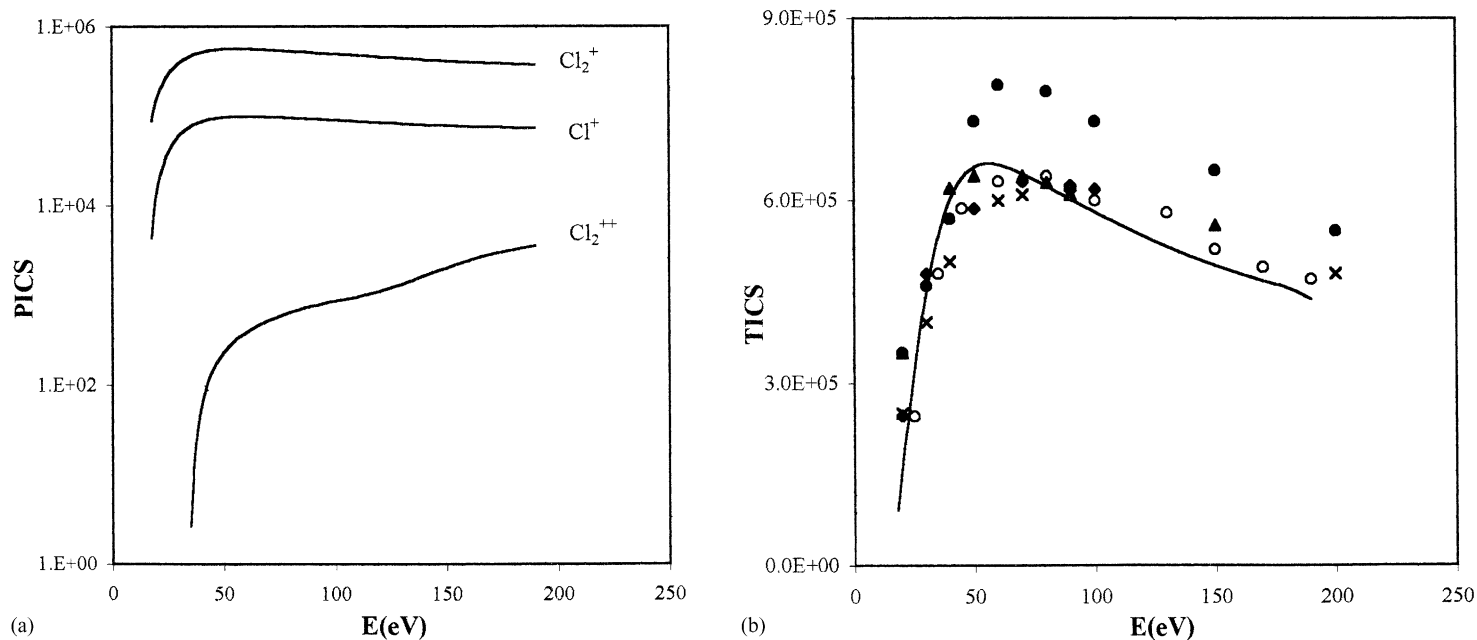 1.E+06
1.E+04
1.E+02
1.E+00
PICS
Cl₂⁺
Cl⁺
Cl₂⁺⁺
0 50 100 150 200 250
E(eV)
(a)
9.0E+05
6.0E+05
3.0E+05
0.0E+00
TICS
0 50 100 150 200 250
E(eV)
(b)